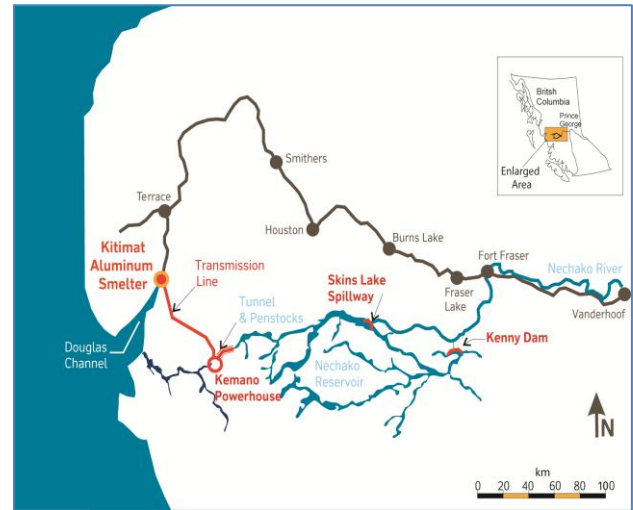 British
Columbia
Prince
George
Enlarged
Area
Smithers
Terrace
Houston
Burns Lake
Fort Fraser
Kitimat
Aluminum
Smelter
Transmission
Line
Skins Lake
Spillway
Fraser
Lake
Nechako River
Vanderhoof
Tunnel
& Penstocks
Douglas
Channel
Kenny Dam
Nechako
Reservoir
Kemano
Powerhouse
N
km
0 20 40 60 80 100